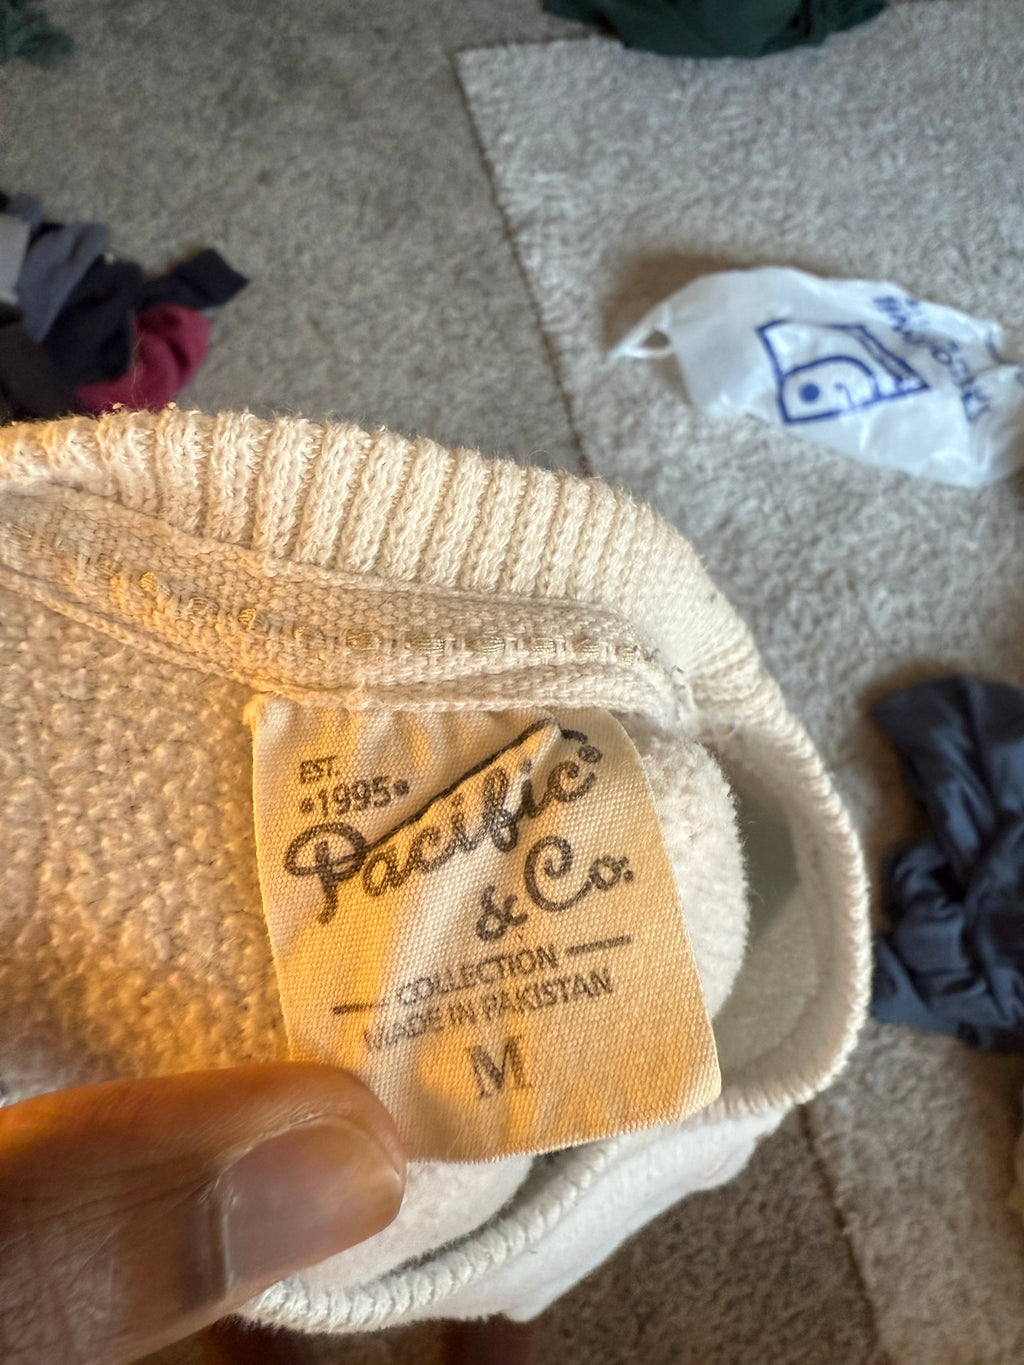 EST.
•1995•
Pacific®
& Co.
COLLECTION
MADE IN PAKISTAN
M